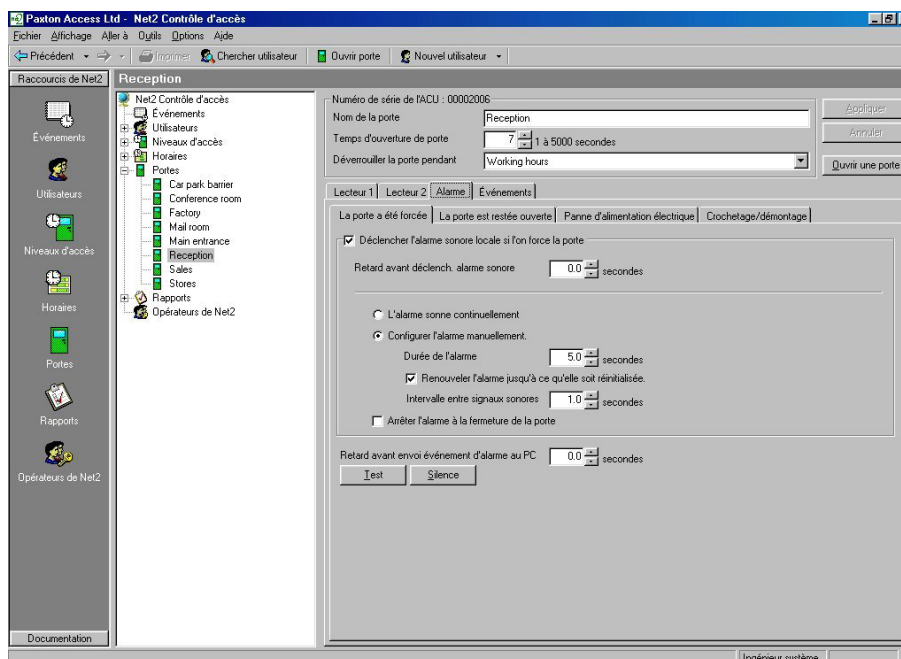 Paxton Access Ltd - Net2 Contrôle d'accès
Fichier Affichage Aller à Outils Options Aide
Précédent Imprimer Chercher utilisateur Ouvrir porte Nouvel utilisateur
Raccourcis de Net2
Événements
Utilisateurs
Niveaux d'accès
Horaires
Portes
Rapports
Opérateurs de Net2
Documentation
Reception
Net2 Contrôle d'accès
Événements
Utilisateurs
Niveaux d'accès
Horaires
Portes
Car park barrier
Conference room
Factory
Mail room
Main entrance
Reception
Sales
Stores
Rapports
Opérateurs de Net2
Numéro de série de l'ACU : 00002006
Nom de la porte Reception
Temps d'ouverture de porte 7 1 à 5000 secondes
Déverrouiller la porte pendant Working hours
Appliquer
Annuler
Ouvrir une porte
Lecteur 1 Lecteur 2 Alarme Événements
La porte a été forcée La porte est restée ouverte Panne d'alimentation électrique Crochetage/démontage
Déclencher l'alarme sonore locale si l'on force la porte
Retard avant déclench. alarme sonore 0.0 secondes
L'alarme sonne continuellement
Configurer l'alarme manuellement.
Durée de l'alarme 5.0 secondes
Renouveler l'alarme jusqu'à ce qu'elle soit réinitialisée.
Intervalle entre signaux sonores 1.0 secondes
Arrêter l'alarme à la fermeture de la porte
Retard avant envoi événement d'alarme au PC 0.0 secondes
Test Silence
Ingénieur système